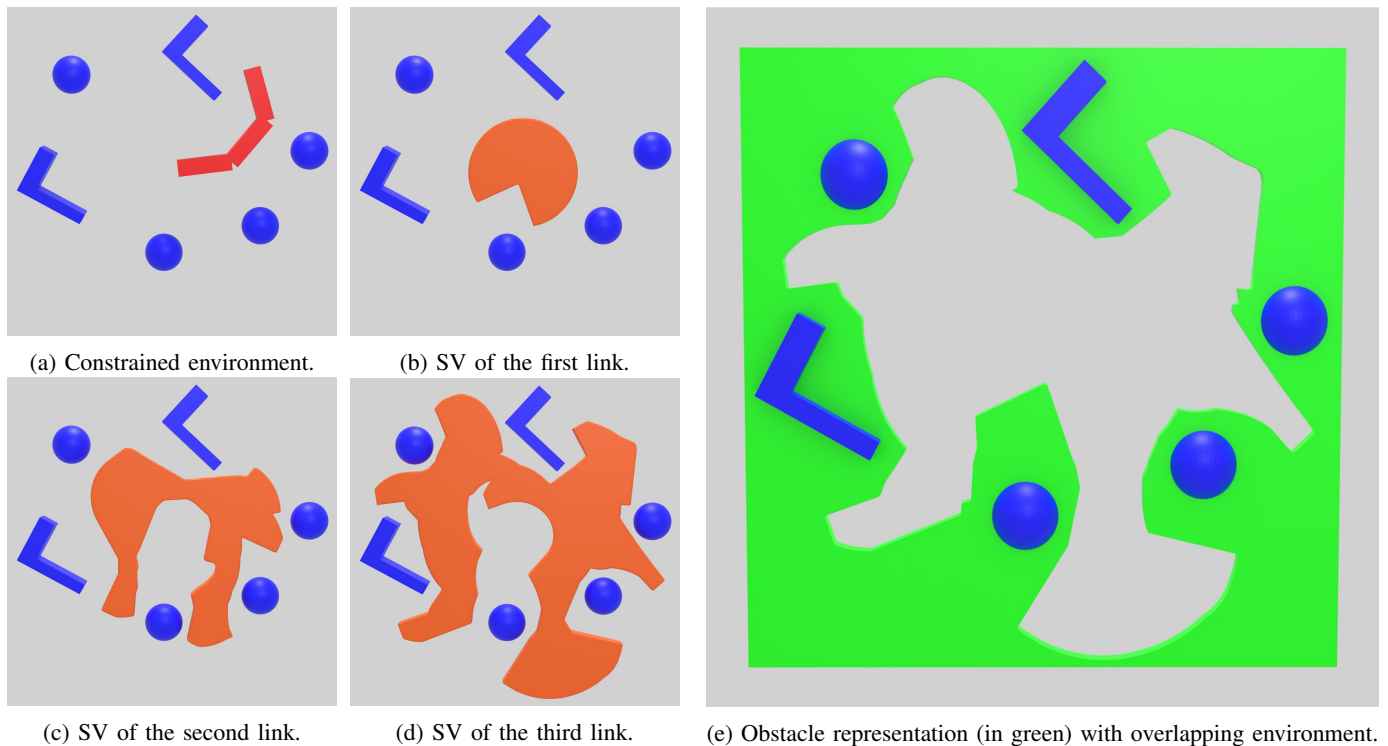 (a) Constrained environment.
(b) SV of the first link.
(c) SV of the second link.
(d) SV of the third link.
(e) Obstacle representation (in green) with overlapping environment.